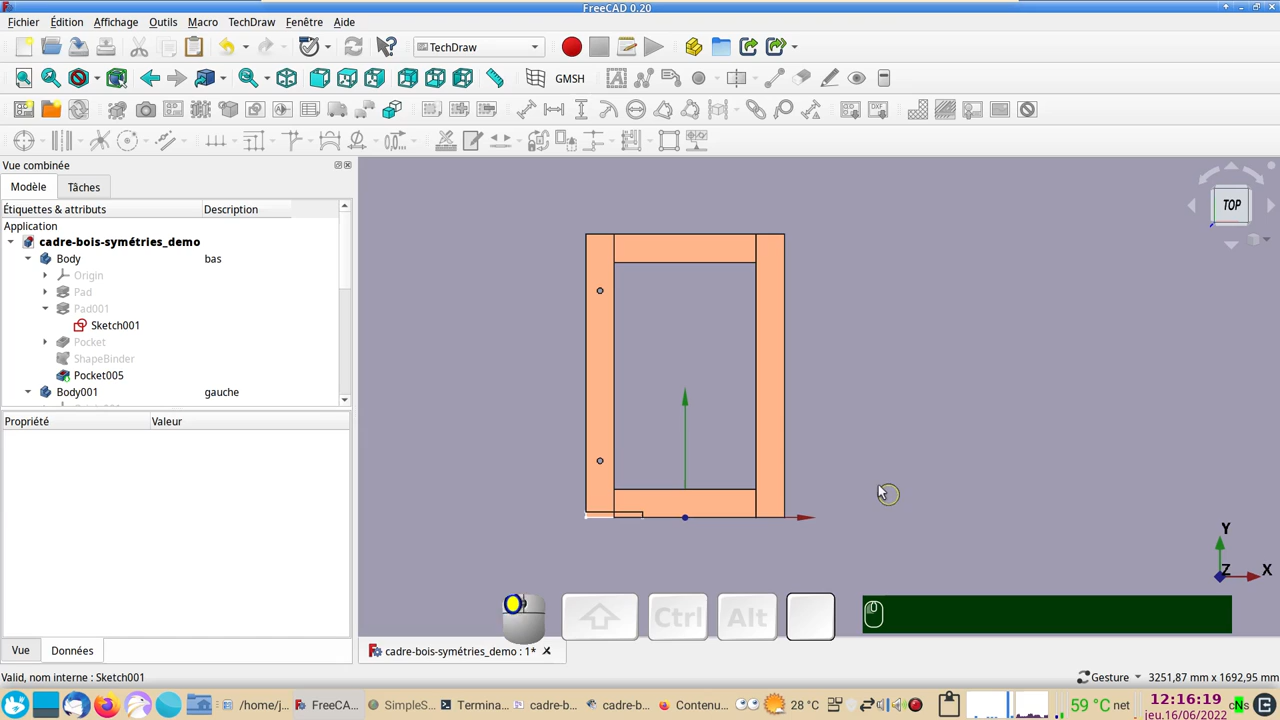 FreeCAD 0.20
Fichier Édition Affichage Outils Macro TechDraw Fenêtre Aide
TechDraw
GMSH
Vue combinée
Modèle Tâches
Étiquettes & attributs Description
Application
cadre-bois-symétries_demo
Body bas
Origin
Pad
Pad001
Sketch001
Pocket
ShapeBinder
Pocket005
Body001 gauche
Propriété Valeur
TOP
Y
Z X
Ctrl Alt
Vue Données
cadre-bois-symétries_demo : 1*
Valid, nom interne : Sketch001
Gesture 3251,87 mm x 1692,95 mm
/home/j... FreeCA... SimpleS... Termina... cadre-b... cadre-b... Contenu... 28 °C 59 °C net 12:16:19
jeu.16/06/2022